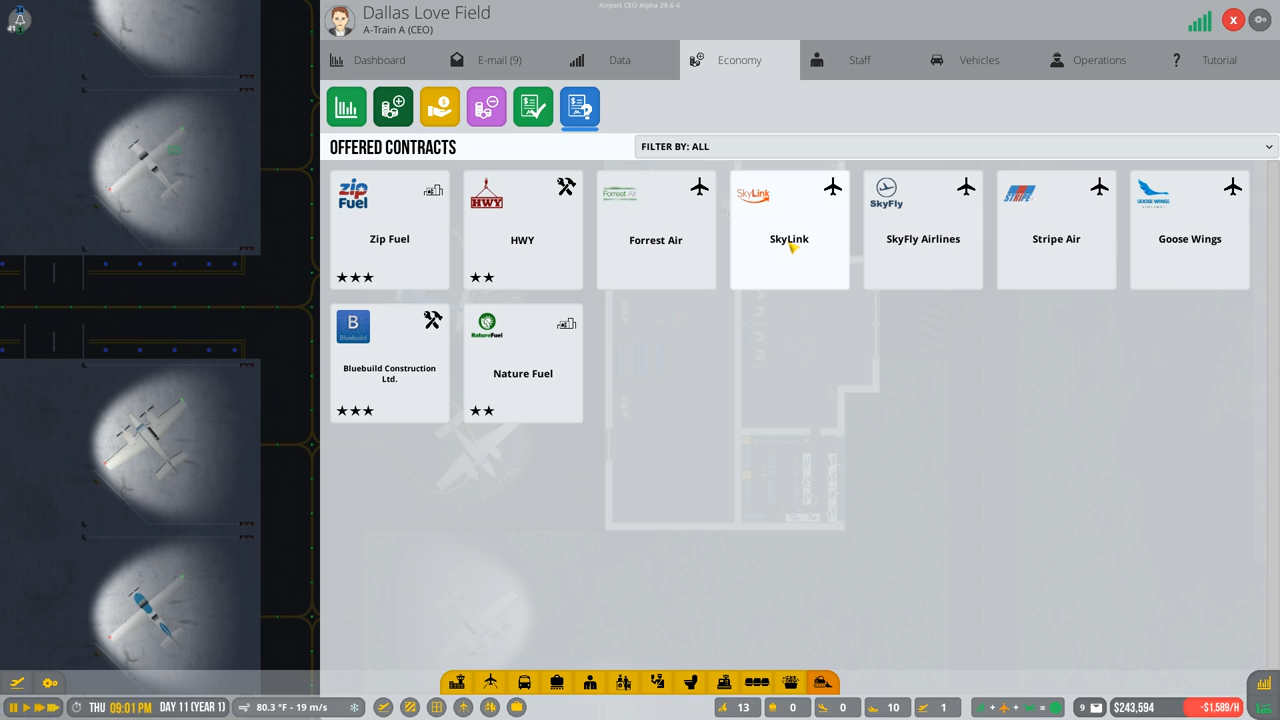 Airport CEO Alpha 28.6-4
34
41
Dallas Love Field
A-Train A (CEO)
X
Dashboard
E-mail (9)
Data
Economy
Staff
Vehicles
Operations
? Tutorial
OFFERED CONTRACTS
FILTER BY: ALL
zip Fuel
Zip Fuel
HWY
HWY
Forrest Air
Forrest Air
SkyLink
SkyLink
SKYFLY
SkyFly Airlines
STRIPE
Stripe Air
GOOSE WINGS
Goose Wings
B
Bluebuild
Bluebuild Construction
Ltd.
NatureFuel
Nature Fuel
THU 09:01 PM DAY 11 (YEAR 1)
80.3 °F - 19 m/s
13
0
0
10
1
9
$243,594
-$1,589/H